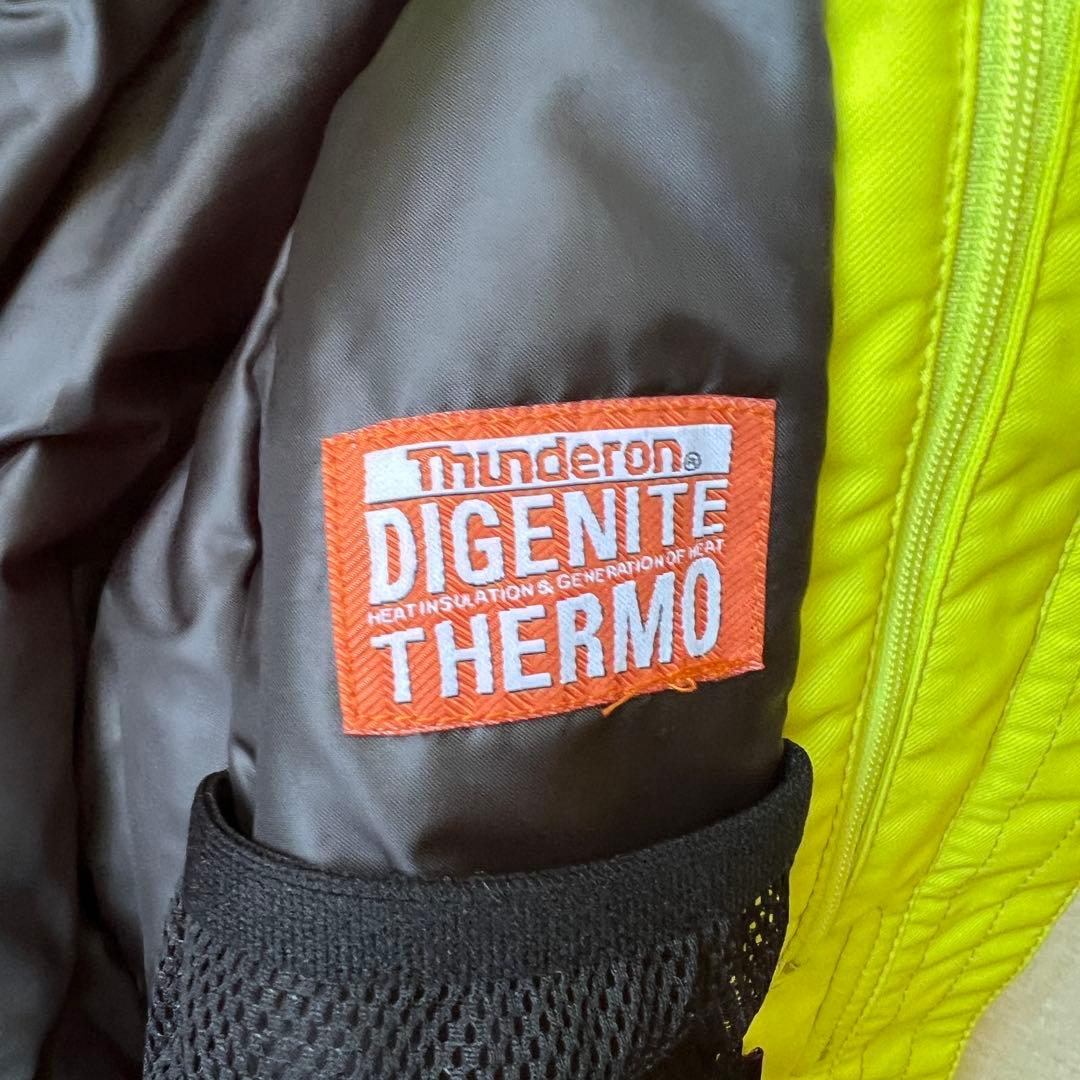 Thunderon®
DIGENITE
HEAT INSULATION & GENERATION OF HEAT
THERMO